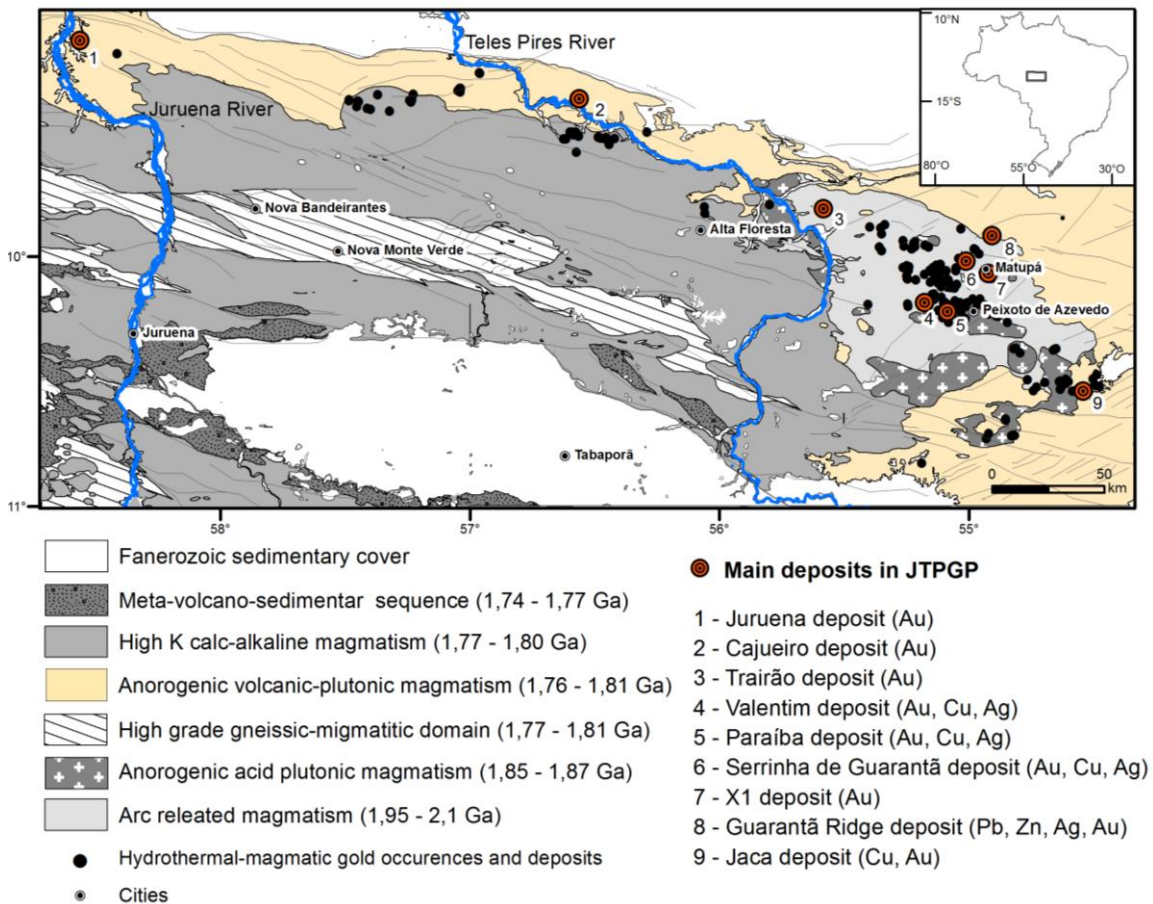 Teles Pires River
Juruena River
1
2
3
4
5
6
7
8
9
Nova Bandeirantes
Nova Monte Verde
Alta Floresta
Matupá
Peixoto de Azevedo
Juruena
Tabaporã
10°N
15°S
80°O
55°O
30°O
10°
11°
58°
57°
56°
55°
0 50
km
Fanerozoic sedimentary cover
Meta-volcano-sedimentar sequence (1,74 - 1,77 Ga)
High K calc-alkaline magmatism (1,77 - 1,80 Ga)
Anorogenic volcanic-plutonic magmatism (1,76 - 1,81 Ga)
High grade gneissic-migmatitic domain (1,77 - 1,81 Ga)
Anorogenic acid plutonic magmatism (1,85 - 1,87 Ga)
Arc releated magmatism (1,95 - 2,1 Ga)
Hydrothermal-magmatic gold occurences and deposits
Cities
Main deposits in JTPGP
1 - Juruena deposit (Au)
2 - Cajueiro deposit (Au)
3 - Trairão deposit (Au)
4 - Valentim deposit (Au, Cu, Ag)
5 - Paraíba deposit (Au, Cu, Ag)
6 - Serrinha de Guarantã deposit (Au, Cu, Ag)
7 - X1 deposit (Au)
8 - Guarantã Ridge deposit (Pb, Zn, Ag, Au)
9 - Jaca deposit (Cu, Au)